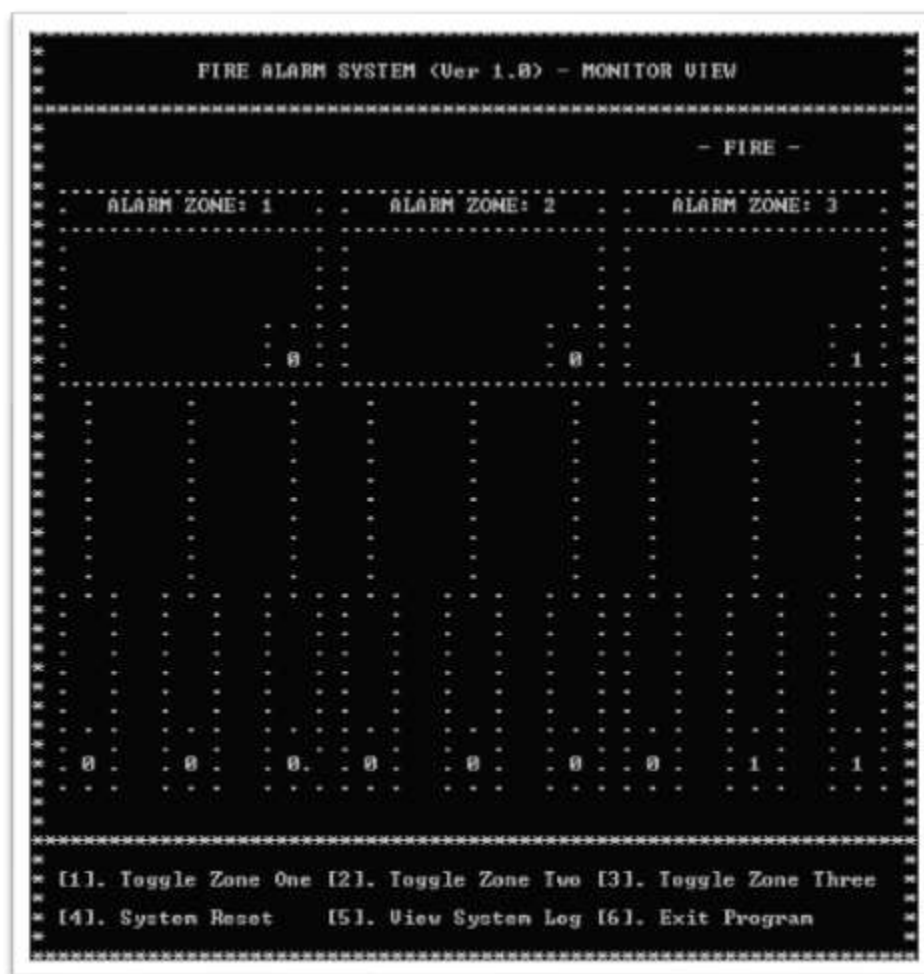 FIRE ALARM SYSTEM (Ver 1.0) - MONITOR VIEW
- FIRE -
ALARM ZONE: 1 ALARM ZONE: 2 ALARM ZONE: 3
0 0 1
0 0 0 0 0 0 0 1 1
[1]. Toggle Zone One [2]. Toggle Zone Two [3]. Toggle Zone Three
[4]. System Reset [5]. View System Log [6]. Exit Program